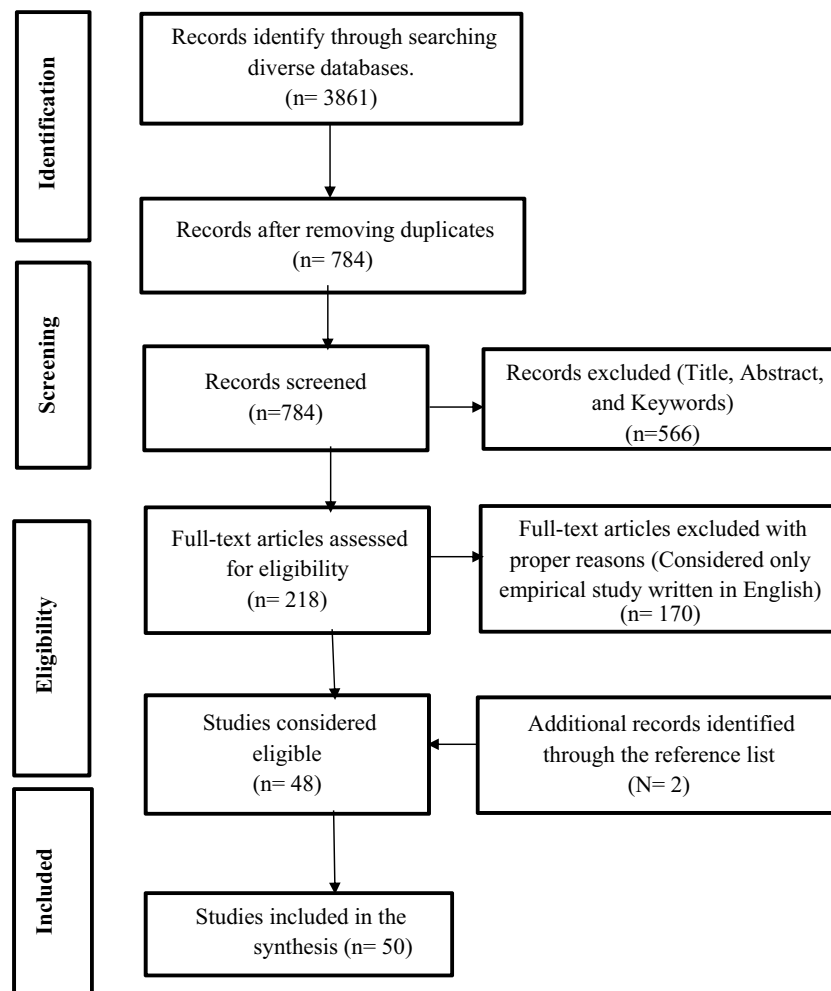 Identification
Records identify through searching
diverse databases.
(n= 3861)
Records after removing duplicates
(n= 784)
Screening
Records screened
(n=784)
Records excluded (Title, Abstract,
and Keywords)
(n=566)
Eligibility
Full-text articles assessed
for eligibility
(n= 218)
Full-text articles excluded with
proper reasons (Considered only
empirical study written in English)
(n= 170)
Studies considered
eligible
(n= 48)
Additional records identified
through the reference list
(N= 2)
Included
Studies included in the
synthesis (n= 50)